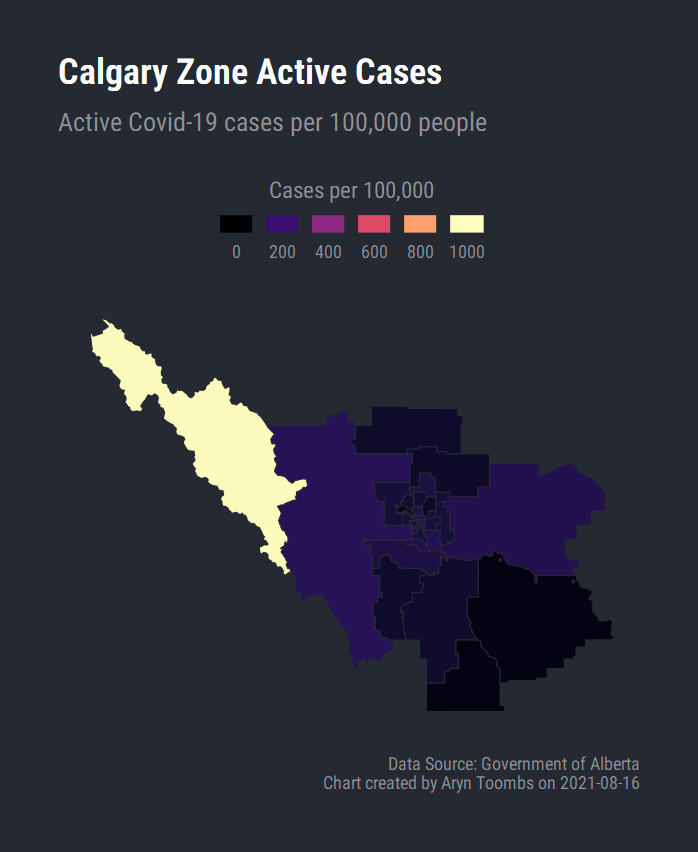 Calgary Zone Active Cases
Active Covid-19 cases per 100,000 people
Cases per 100,000
0 200 400 600 800 1000
Data Source: Government of Alberta
Chart created by Aryn Toombs on 2021-08-16